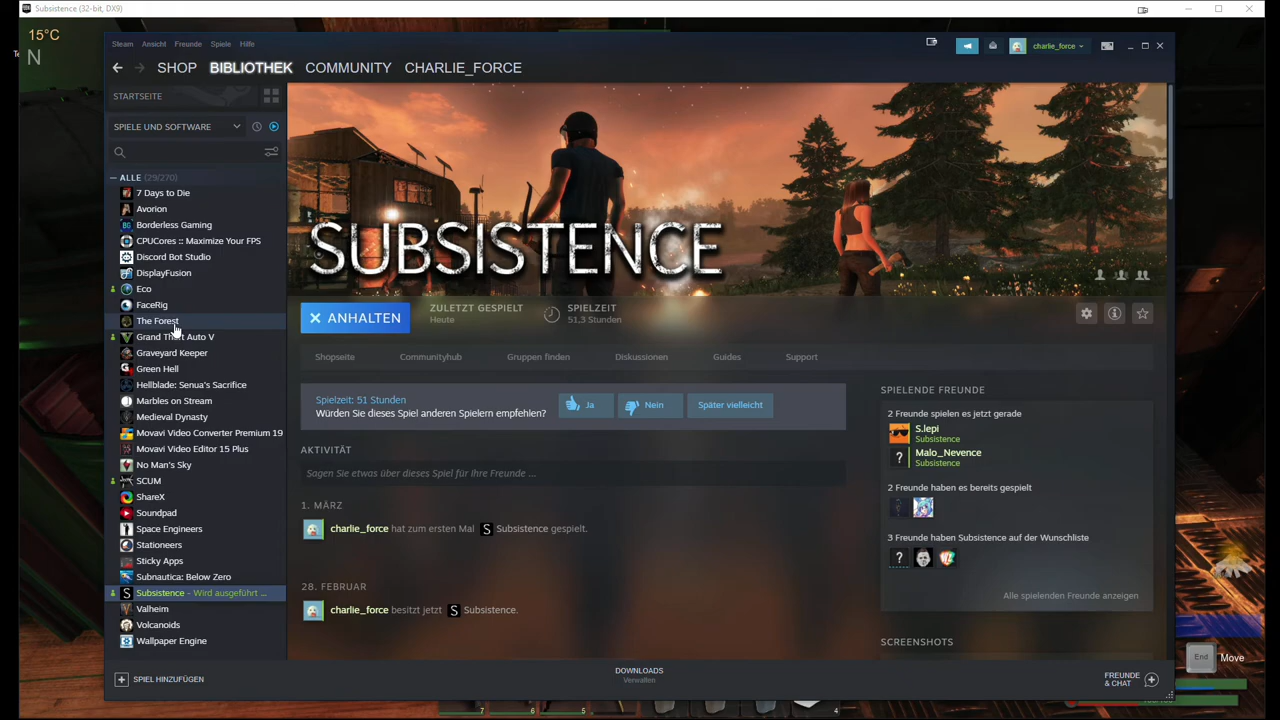 Subsistence (32-bit, DX9)
15°C
N
Steam Ansicht Freunde Spiele Hilfe
charlie_force
SHOP BIBLIOTHEK COMMUNITY CHARLIE_FORCE
STARTSEITE
SPIELE UND SOFTWARE
ALLE (29/270)
7 Days to Die
Avorion
BG Borderless Gaming
CPUCores :: Maximize Your FPS
Discord Bot Studio
DisplayFusion
Eco
FaceRig
The Forest
Grand Theft Auto V
Graveyard Keeper
Green Hell
Hellblade: Senua's Sacrifice
Marbles on Stream
Medieval Dynasty
Movavi Video Converter Premium 19
Movavi Video Editor 15 Plus
No Man's Sky
SCUM
ShareX
Soundpad
Space Engineers
Stationeers
Sticky Apps
Subnautica: Below Zero
S Subsistence - Wird ausgeführt ...
Valheim
Volcanoids
Wallpaper Engine
SPIEL HINZUFÜGEN
SUBSISTENCE
ANHALTEN
ZULETZT GESPIELT
Heute
SPIELZEIT
51,3 Stunden
Shopseite Communityhub Gruppen finden Diskussionen Guides Support
Spielzeit: 51 Stunden
Würden Sie dieses Spiel anderen Spielern empfehlen?
Ja Nein Später vielleicht
AKTIVITÄT
Sagen Sie etwas über dieses Spiel für Ihre Freunde ...
1. MÄRZ
charlie_force hat zum ersten Mal S Subsistence gespielt.
28. FEBRUAR
charlie_force besitzt jetzt S Subsistence.
SPIELENDE FREUNDE
2 Freunde spielen es jetzt gerade
S.lepi
Subsistence
? Malo_Nevence
Subsistence
2 Freunde haben es bereits gespielt
3 Freunde haben Subsistence auf der Wunschliste
?
Alle spielenden Freunde anzeigen
SCREENSHOTS
DOWNLOADS
Verwalten
FREUNDE
& CHAT
End Move
7 6 5 4